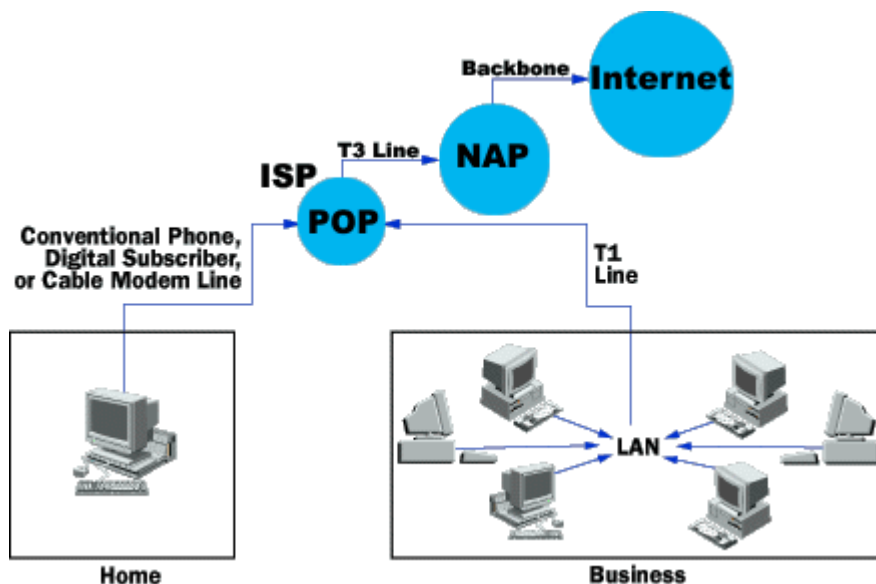 Backbone
Internet
T3 Line
NAP
ISP
POP
Conventional Phone,
Digital Subscriber,
or Cable Modem Line
T1
Line
LAN
Home
Business